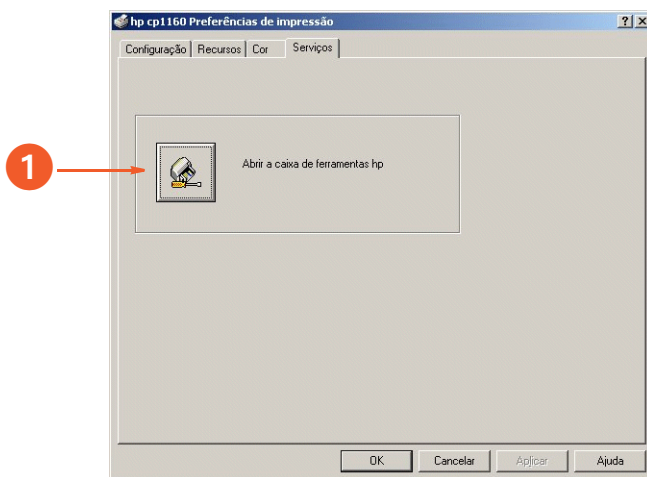 hp cp1160 Preferências de impressão
Configuração Recursos Cor Serviços
1
Abrir a caixa de ferramentas hp
OK Cancelar Aplicar Ajuda